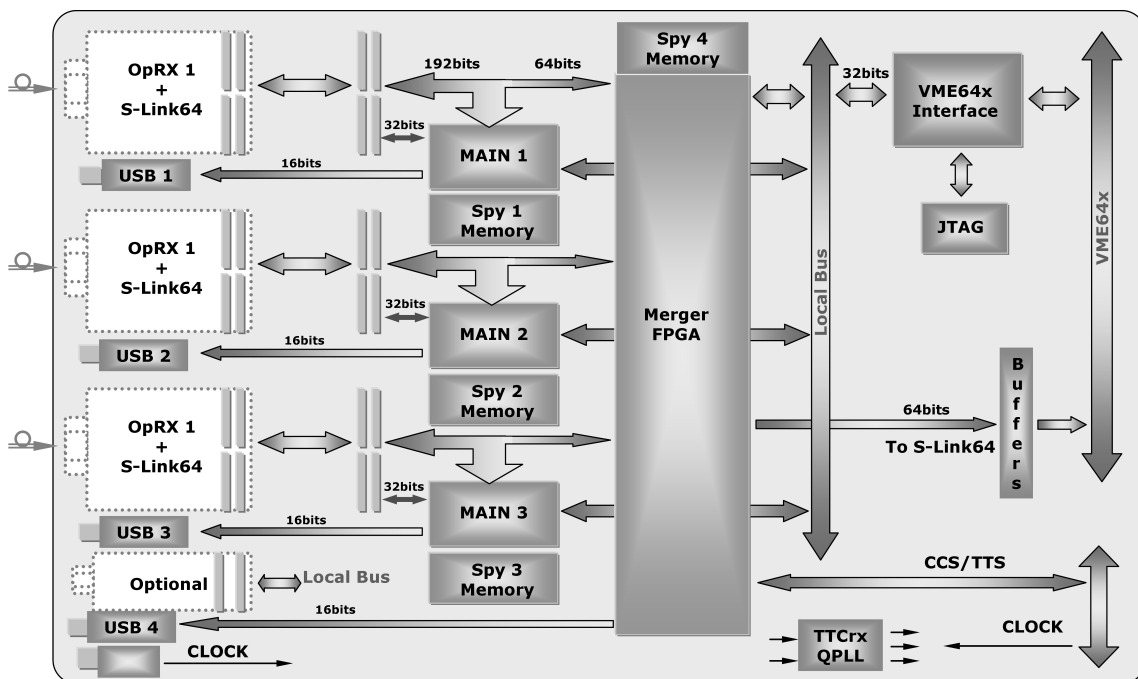 OpRX 1
+
S-Link64
192bits
64bits
32bits
MAIN 1
16bits
USB 1
Spy 1
Memory
OpRX 1
+
S-Link64
32bits
MAIN 2
16bits
USB 2
Spy 2
Memory
OpRX 1
+
S-Link64
32bits
MAIN 3
16bits
USB 3
Spy 3
Memory
Optional
Local Bus
16bits
USB 4
CLOCK
Spy 4
Memory
Merger
FPGA
Local Bus
32bits
VME64x
Interface
JTAG
VME64x
64bits
To S-Link64
Buffers
CCS/TTS
TTCrx
QPLL
CLOCK